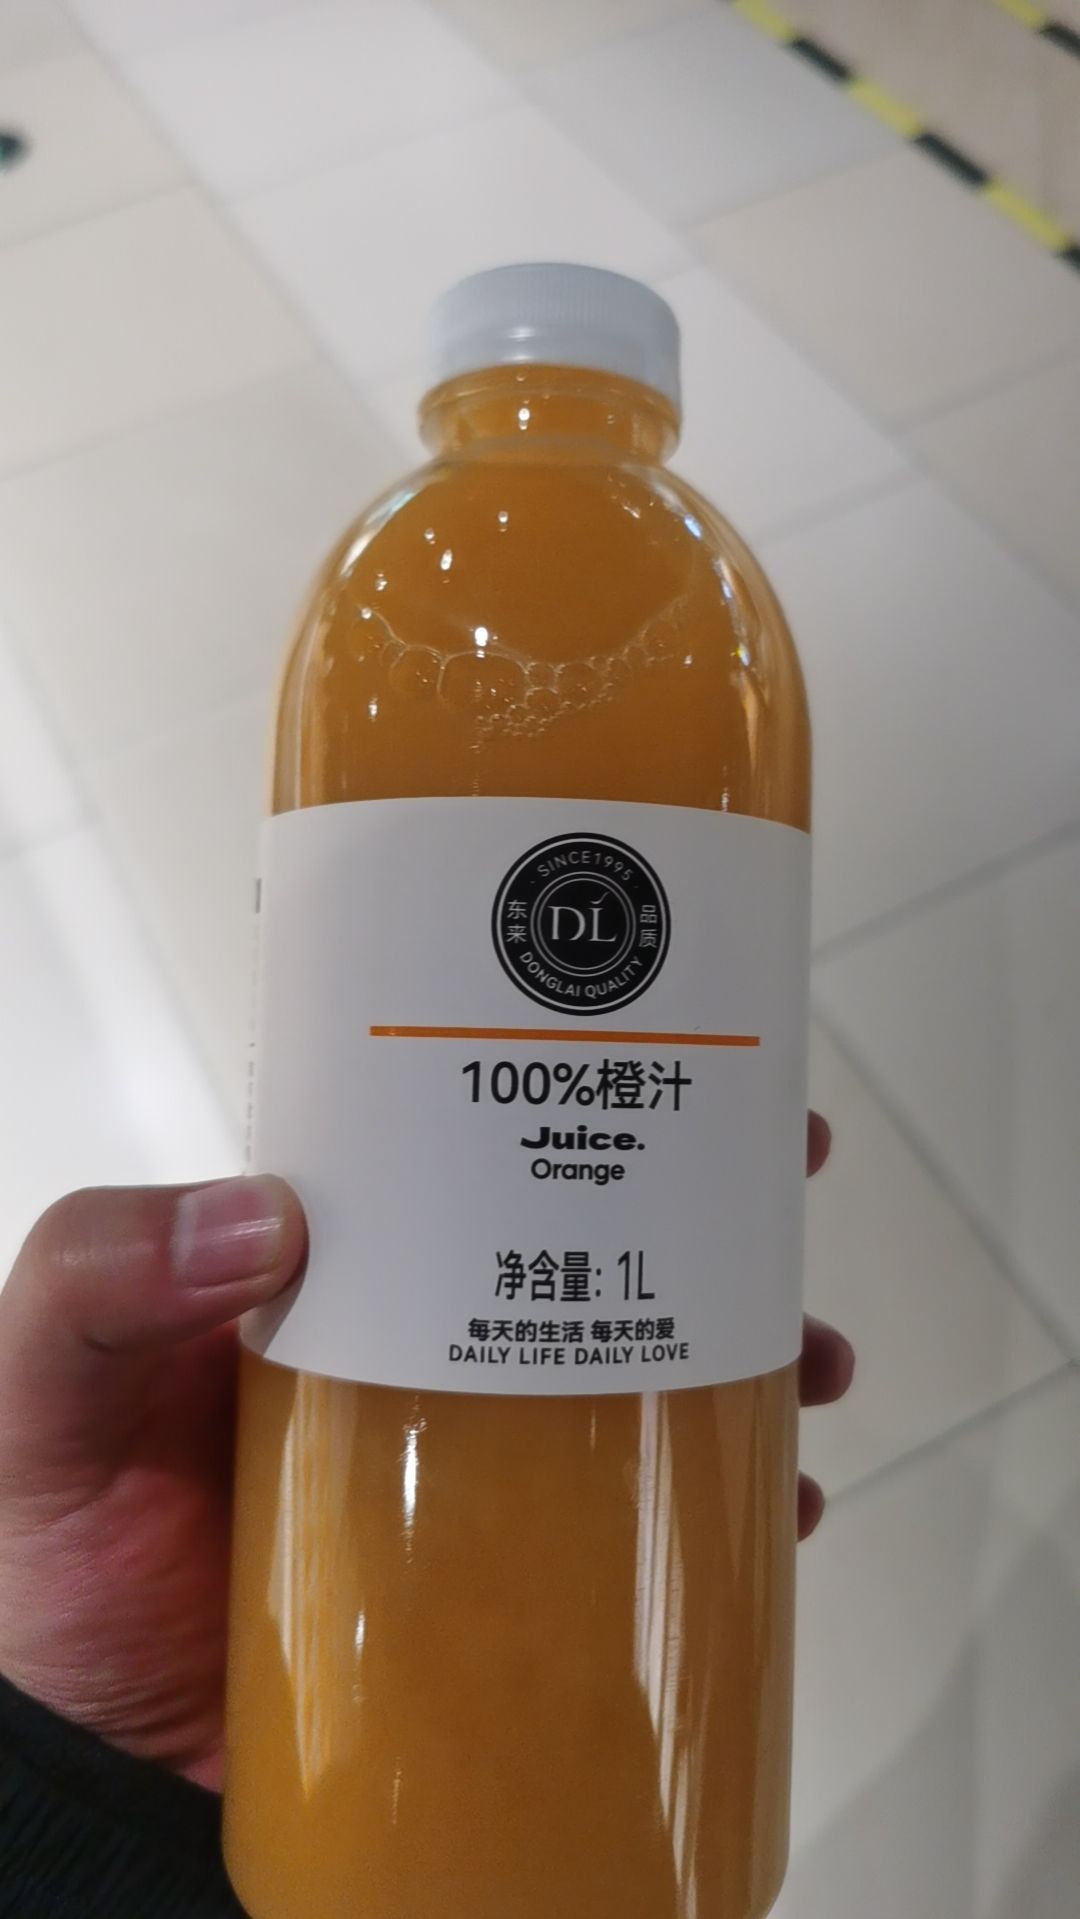 SINCE1995
东来
DL
品质
DONGLAI QUALITY
100%橙汁
Juice.
Orange
净含量: 1L
每天的生活 每天的爱
DAILY LIFE DAILY LOVE